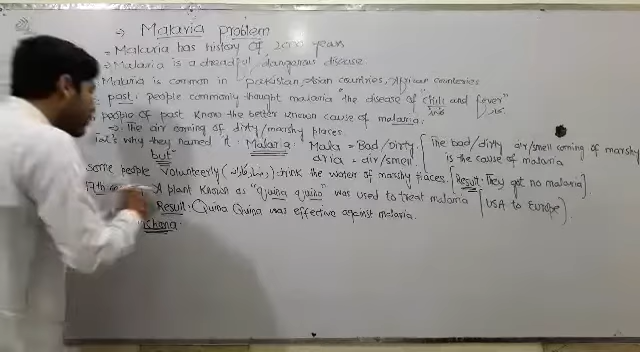 → Malaria problem
→ Malaria has history of 2000 years
→ Malaria is a dreadful/dangerous disease
Malaria is common in - pakistan, Asian countries, African countries
past: people commonly thought malaria "the disease of chili and fever"
people of past know the better known cause of malaria:
→ The air coming of dirty/marshy places.
why they named it: Malaria Mala = Bad/Dirty. aria = air/smell. The bad/dirty air/smell coming of marshy is the cause of malaria
but
some people volunteerly drink the water of marshy places. Result: They got no malaria
17th A plant known as "Quina Quina" was used to treat malaria (USA to Europe)
Result: Quina Quina was effective against malaria.